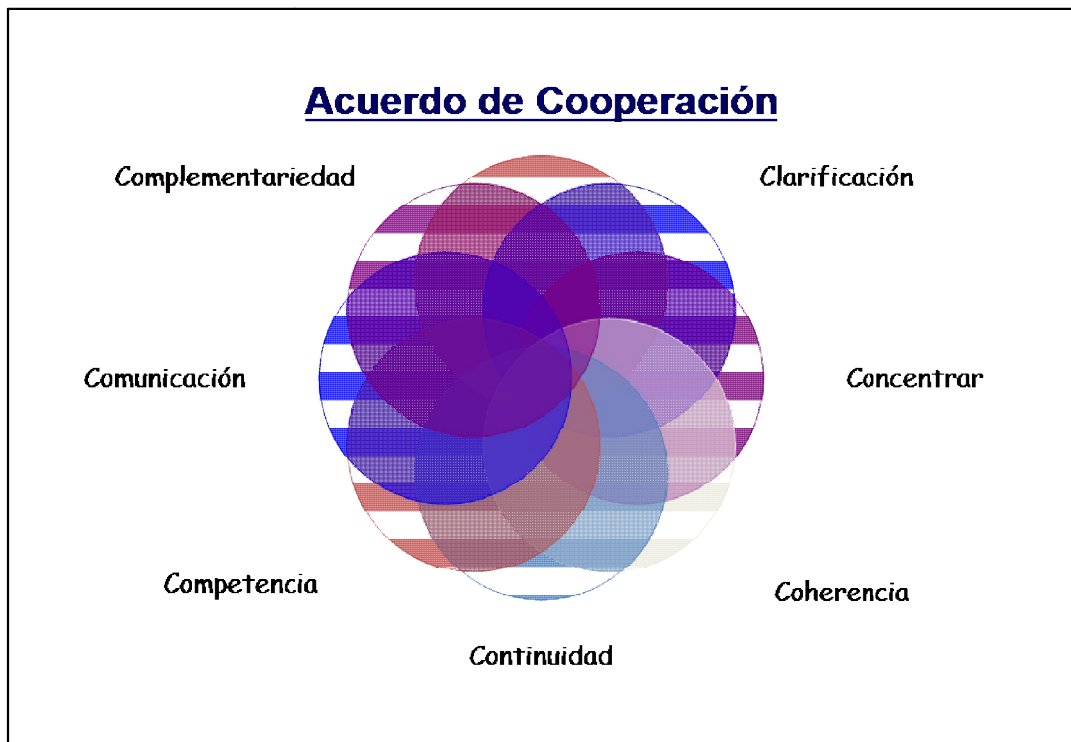 Acuerdo de Cooperación
Complementariedad
Clarificación
Comunicación
Concentrar
Competencia
Coherencia
Continuidad